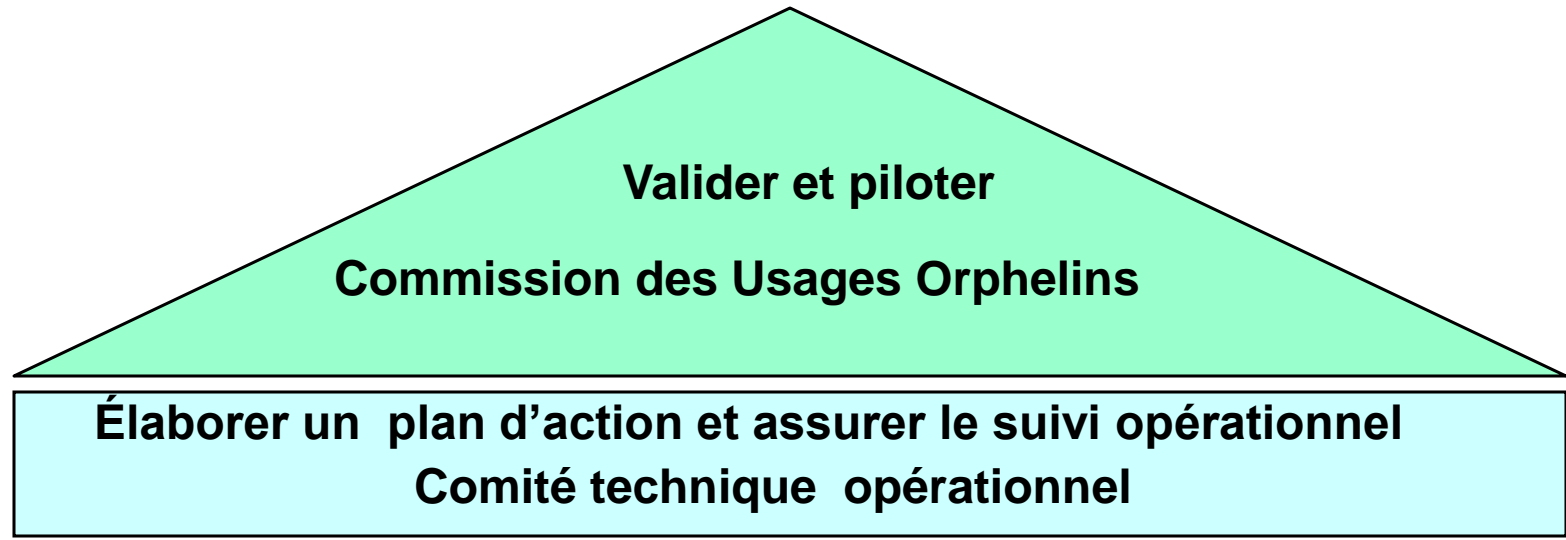 Valider et piloter
Commission des Usages Orphelins
Élaborer un plan d’action et assurer le suivi opérationnel
Comité technique opérationnel